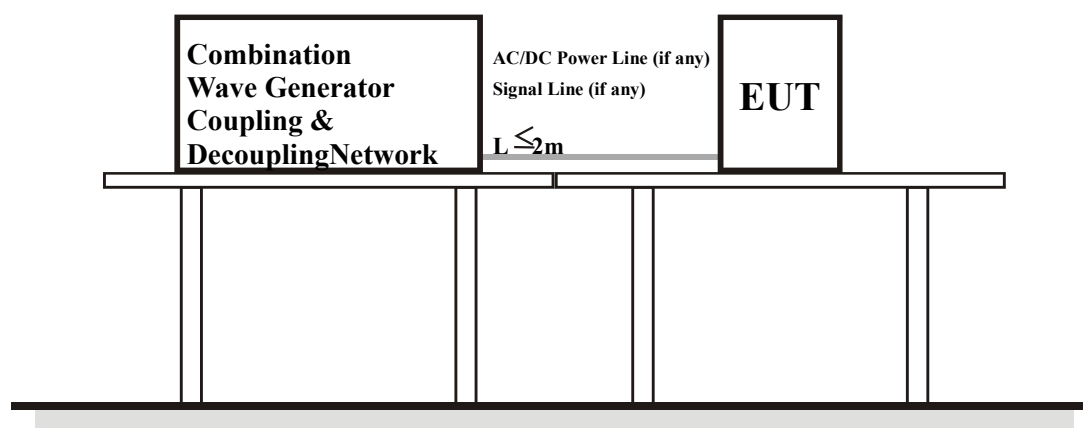 Combination
Wave Generator
Coupling &
DecouplingNetwork
AC/DC Power Line (if any)
Signal Line (if any)
L ≤2m
EUT